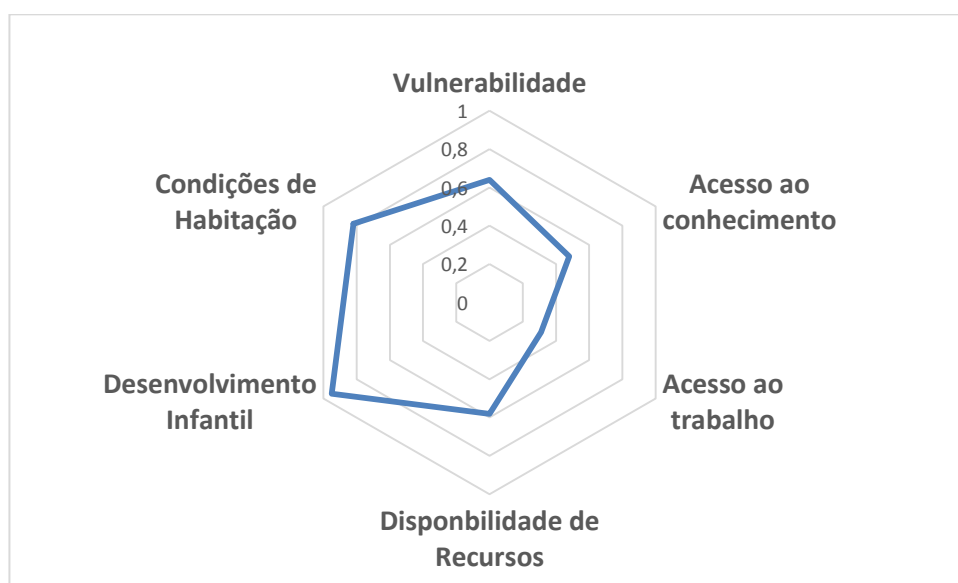 Vulnerabilidade
1
0,8
0,6
0,4
0,2
0
Acesso ao
conhecimento
Acesso ao
trabalho
Disponbilidade de
Recursos
Desenvolvimento
Infantil
Condições de
Habitação